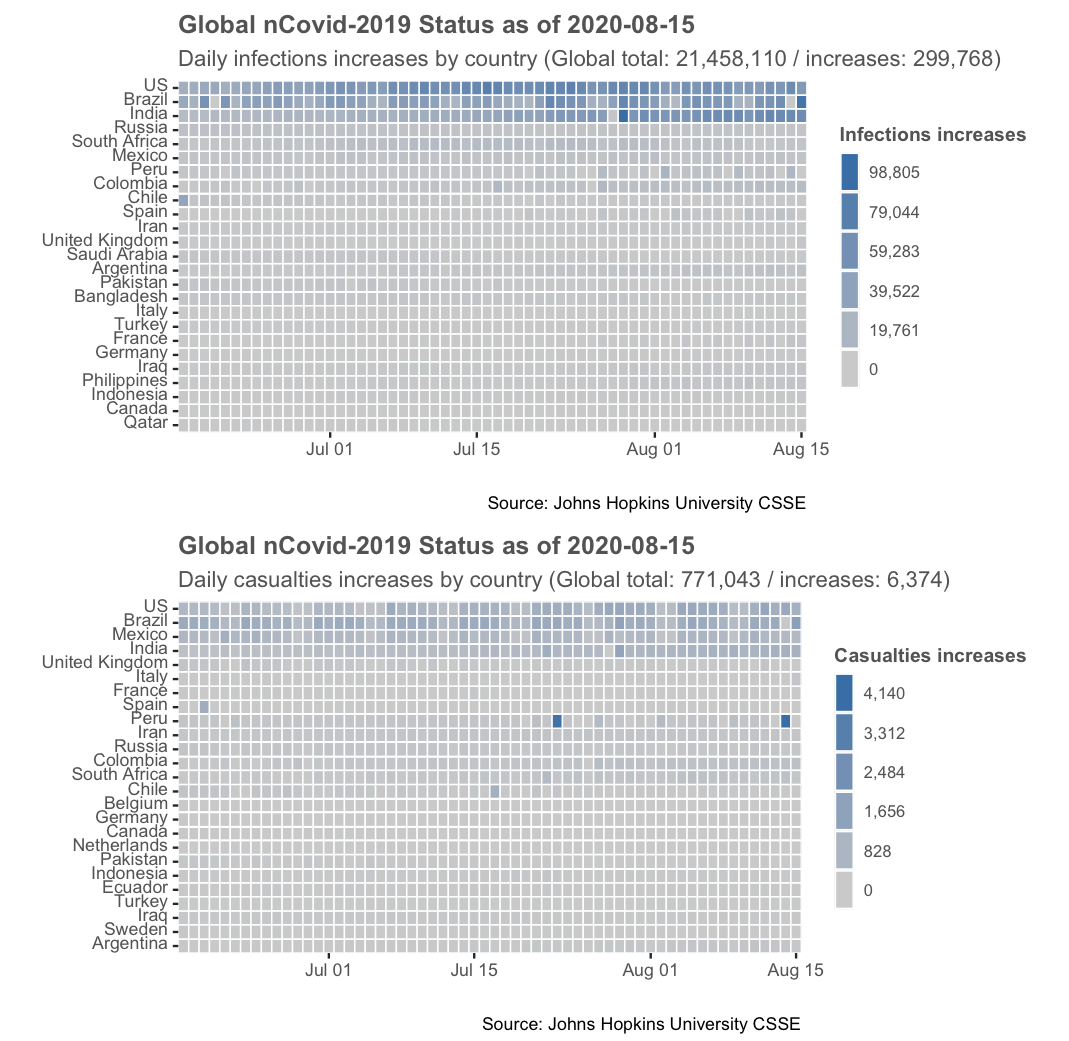 Global nCovid-2019 Status as of 2020-08-15
Daily infections increases by country (Global total: 21,458,110 / increases: 299,768)
US
Brazil
India
Russia
South Africa
Mexico
Peru
Colombia
Chile
Spain
Iran
United Kingdom
Saudi Arabia
Argentina
Pakistan
Bangladesh
Italy
Turkey
France
Germany
Iraq
Philippines
Indonesia
Canada
Qatar
Jul 01 Jul 15 Aug 01 Aug 15
Infections increases
98,805
79,044
59,283
39,522
19,761
0
Source: Johns Hopkins University CSSE
Global nCovid-2019 Status as of 2020-08-15
Daily casualties increases by country (Global total: 771,043 / increases: 6,374)
US
Brazil
Mexico
India
United Kingdom
Italy
France
Spain
Peru
Iran
Russia
Colombia
South Africa
Chile
Belgium
Germany
Canada
Netherlands
Pakistan
Indonesia
Ecuador
Turkey
Iraq
Sweden
Argentina
Jul 01 Jul 15 Aug 01 Aug 15
Casualties increases
4,140
3,312
2,484
1,656
828
0
Source: Johns Hopkins University CSSE